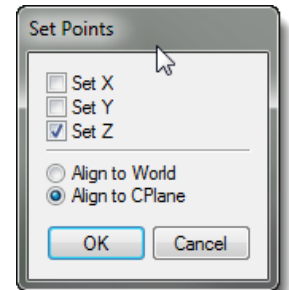 Set Points
Set X
Set Y
Set Z
Align to World
Align to CPlane
OK Cancel